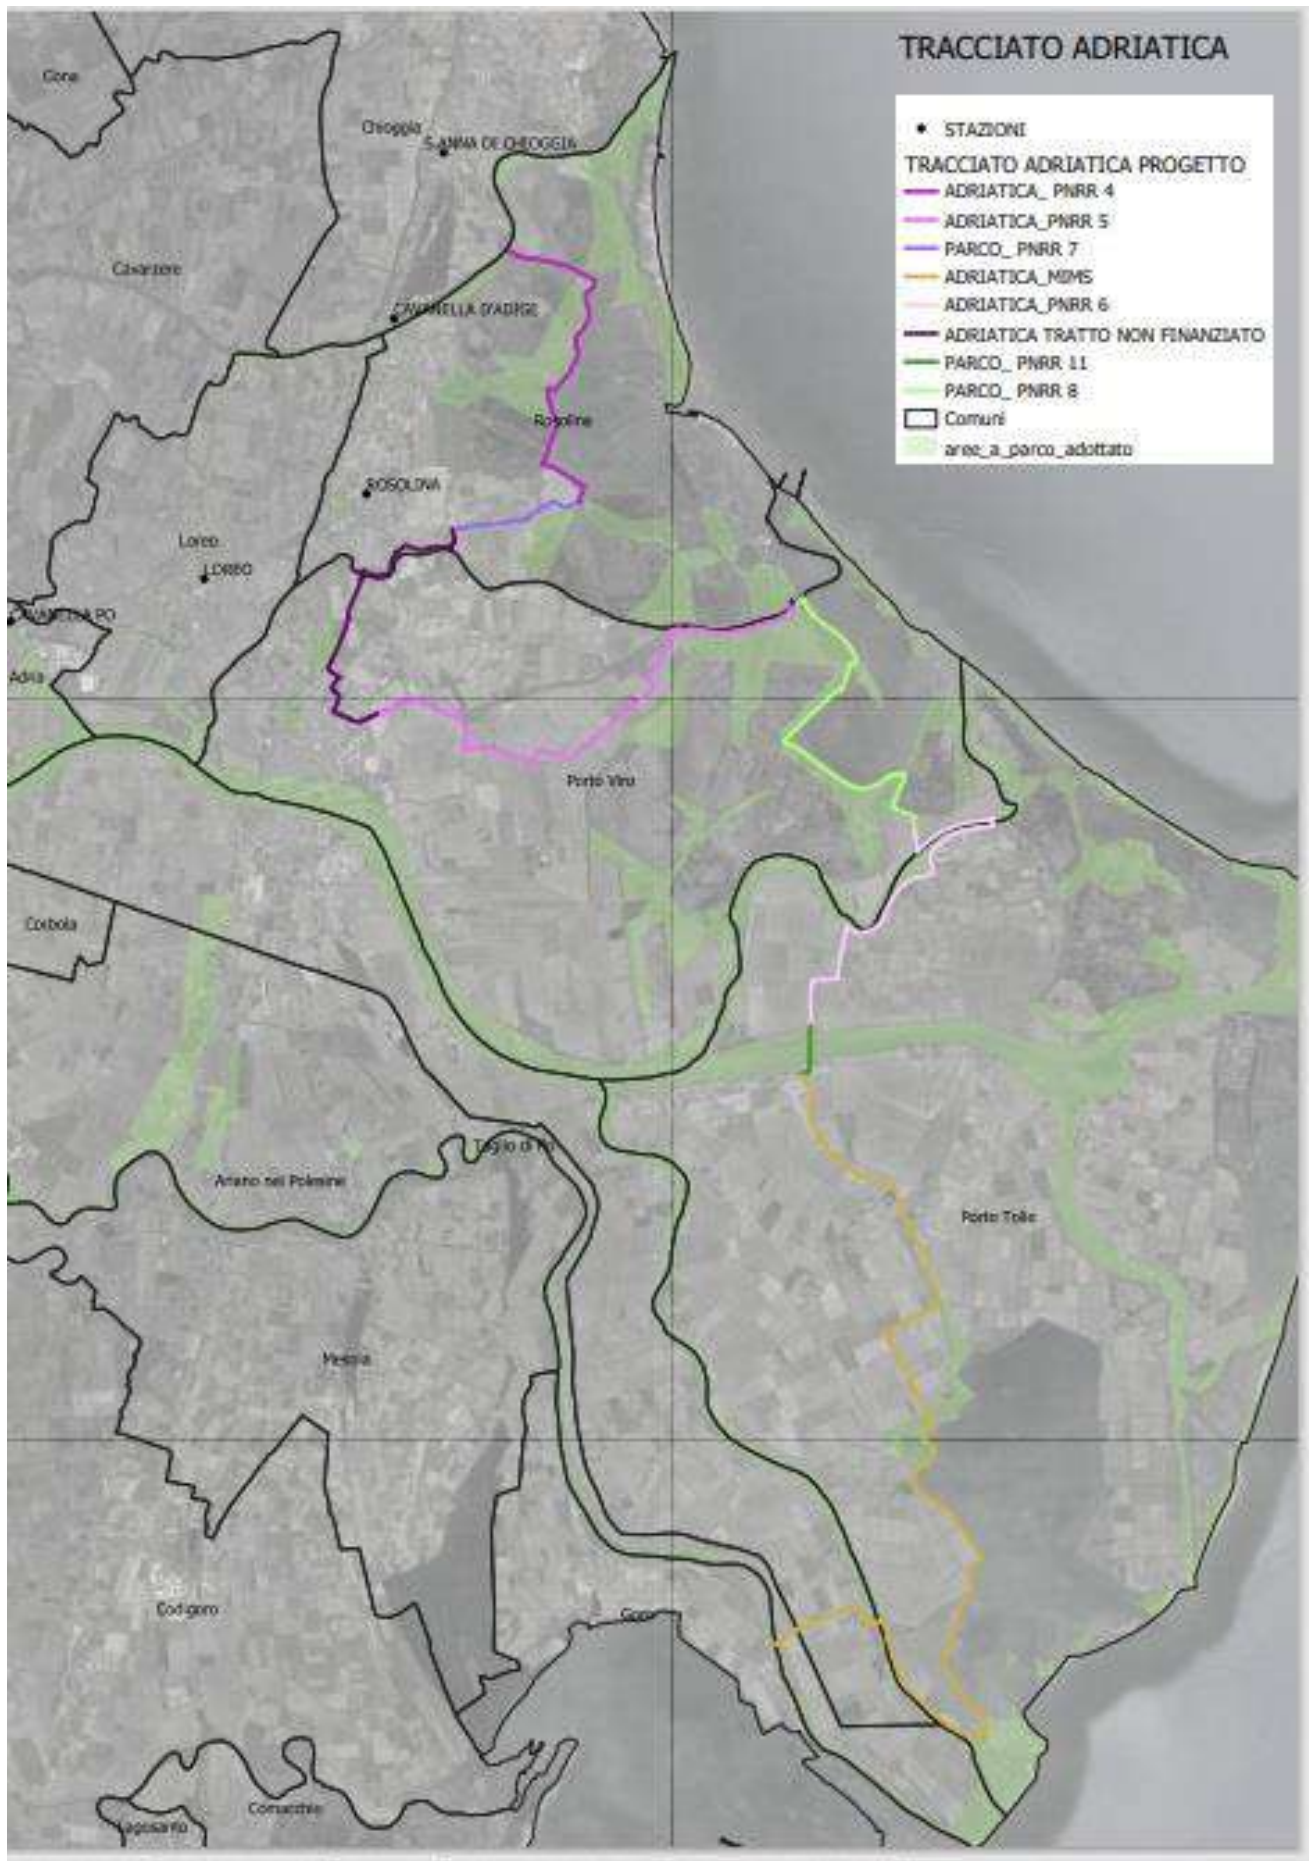 TRACCIATO ADRIATICA
STAZIONI
TRACCIATO ADRIATICA PROGETTO
ADRIATICA_ PNRR 4
ADRIATICA_PNRR 5
PARCO_ PNRR 7
ADRIATICA_MIMS
ADRIATICA_PNRR 6
ADRIATICA TRATTO NON FINANZIATO
PARCO_ PNRR 11
PARCO_ PNRR 8
Comuni
aree_a_parco_adottato
Cona
Chioggia
S.ANNA DI CHIOGGIA
Cavarzere
CAVANELLA D'ADIGE
Rosolina
ROSOLINA
Loreo
LOREO
CAVANELLA PO
Adria
Porto Viro
Corbola
Taglio di Po
Ariano nel Polesine
Porto Tolle
Mesola
Codigoro
Goro
Comacchio
Lagosanto